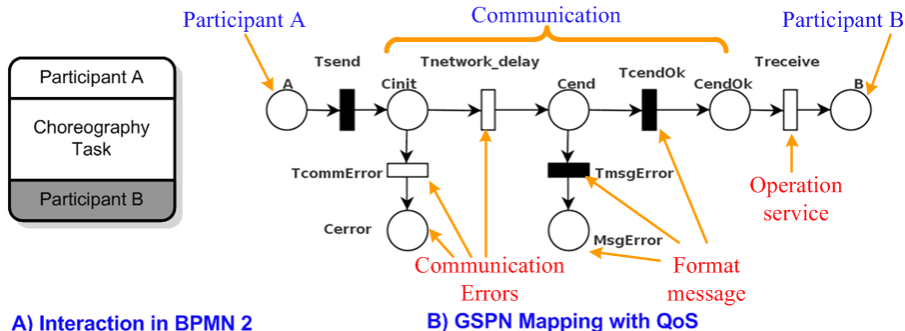 Participant A
Communication
Participant B
Tsend
Tnetwork_delay
TcendOk
Treceive
A
Cinit
Cend
CendOk
B
Participant A
Choreography
Task
Participant B
TcommError
TmsgError
Operation
service
Cerror
MsgError
Communication
Errors
Format
message
A) Interaction in BPMN 2
B) GSPN Mapping with QoS